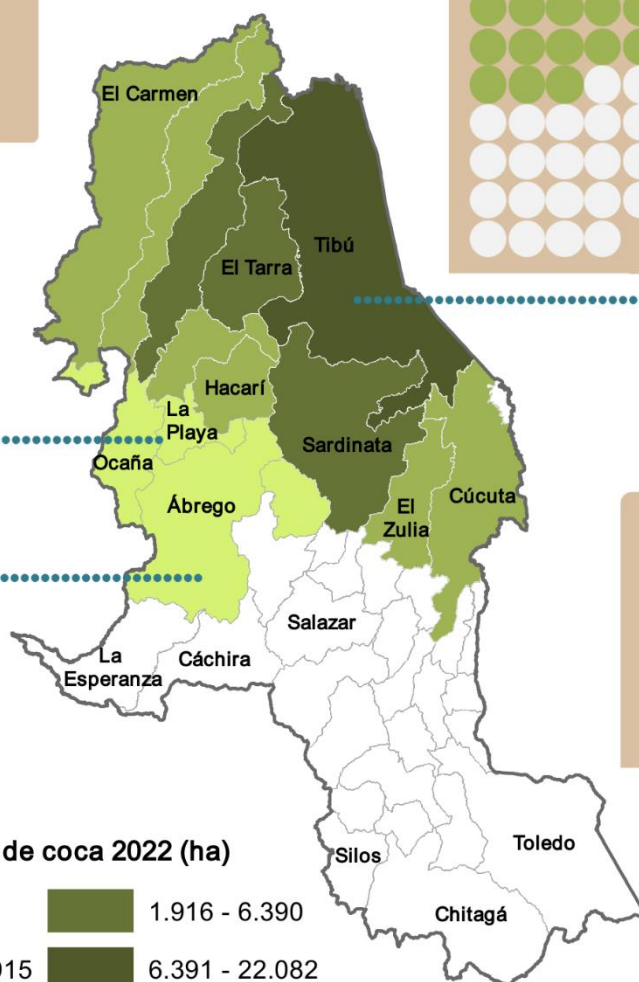 El Carmen
Tibú
El Tarra
Hacarí
La
Playa
Sardinata
Ocaña
Cúcuta
Ábrego
El
Zulia
Salazar
La
Esperanza
Cáchira
de coca 2022 (ha)
Silos
Toledo
1.916 - 6.390
Chitagá
6.391 - 22.082